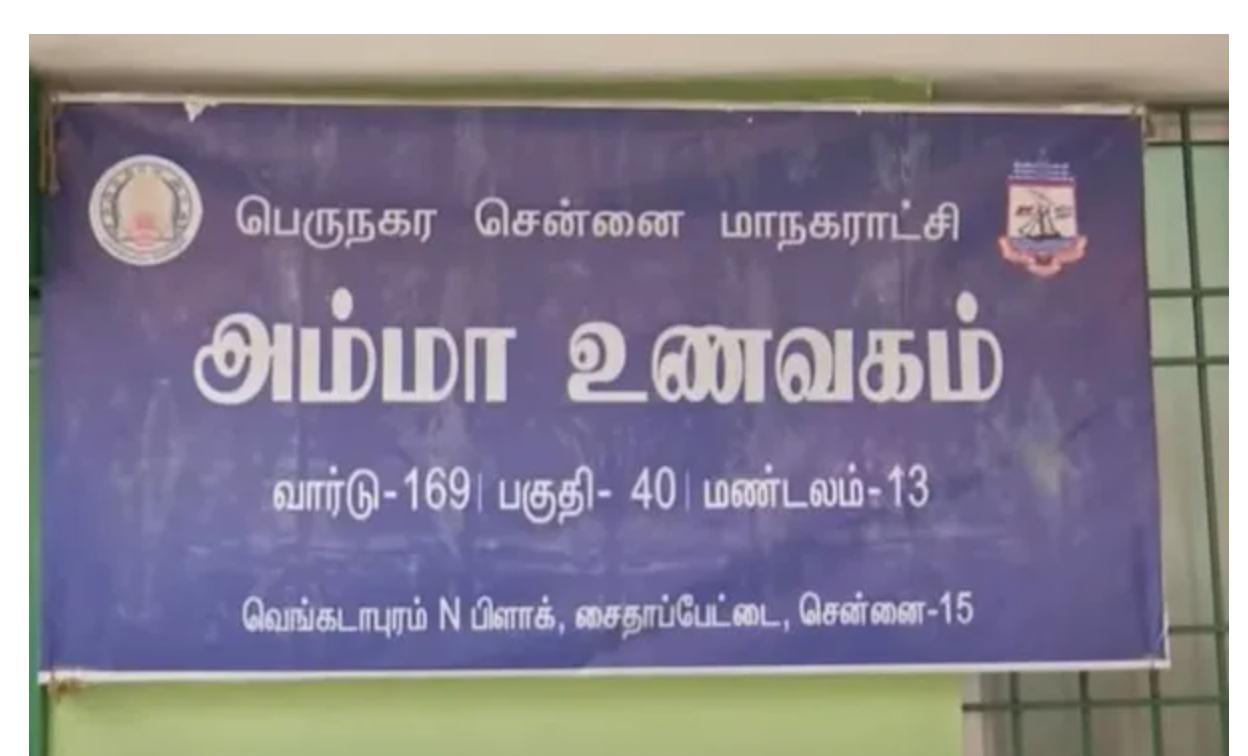 பெருநகர சென்னை மாநகராட்சி
அம்மா உணவகம்
வார்டு-169| பகுதி- 40| மண்டலம்-13
வெங்கடாபுரம் N பிளாக், சைதாப்பேட்டை, சென்னை-15